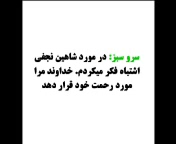 سرو سبز: در مورد شاهین نجفی
اشتباه فکر میکردم. خداوند مرا
مورد رحمت خود قرار دهد